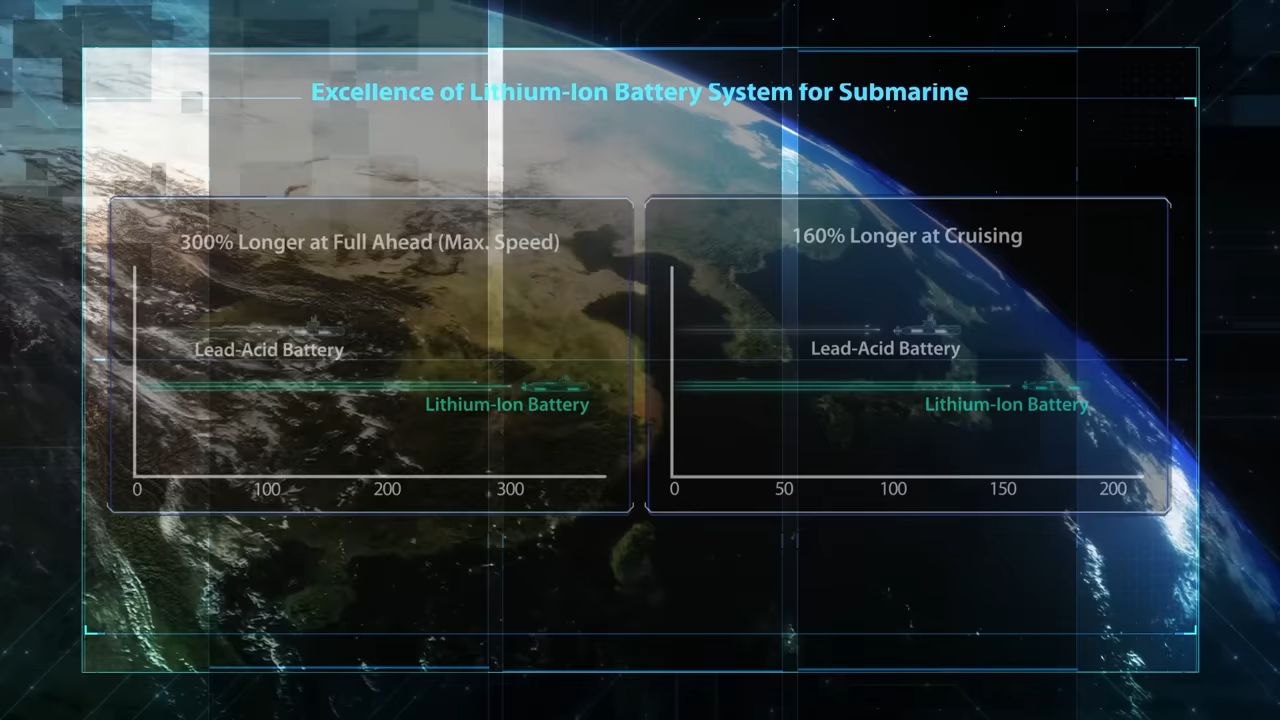 Excellence of Lithium-Ion Battery System for Submarine
300% Longer at Full Ahead (Max. Speed)
Lead-Acid Battery
Lithium-Ion Battery
0 100 200 300
160% Longer at Cruising
Lead-Acid Battery
Lithium-Ion Battery
0 50 100 150 200